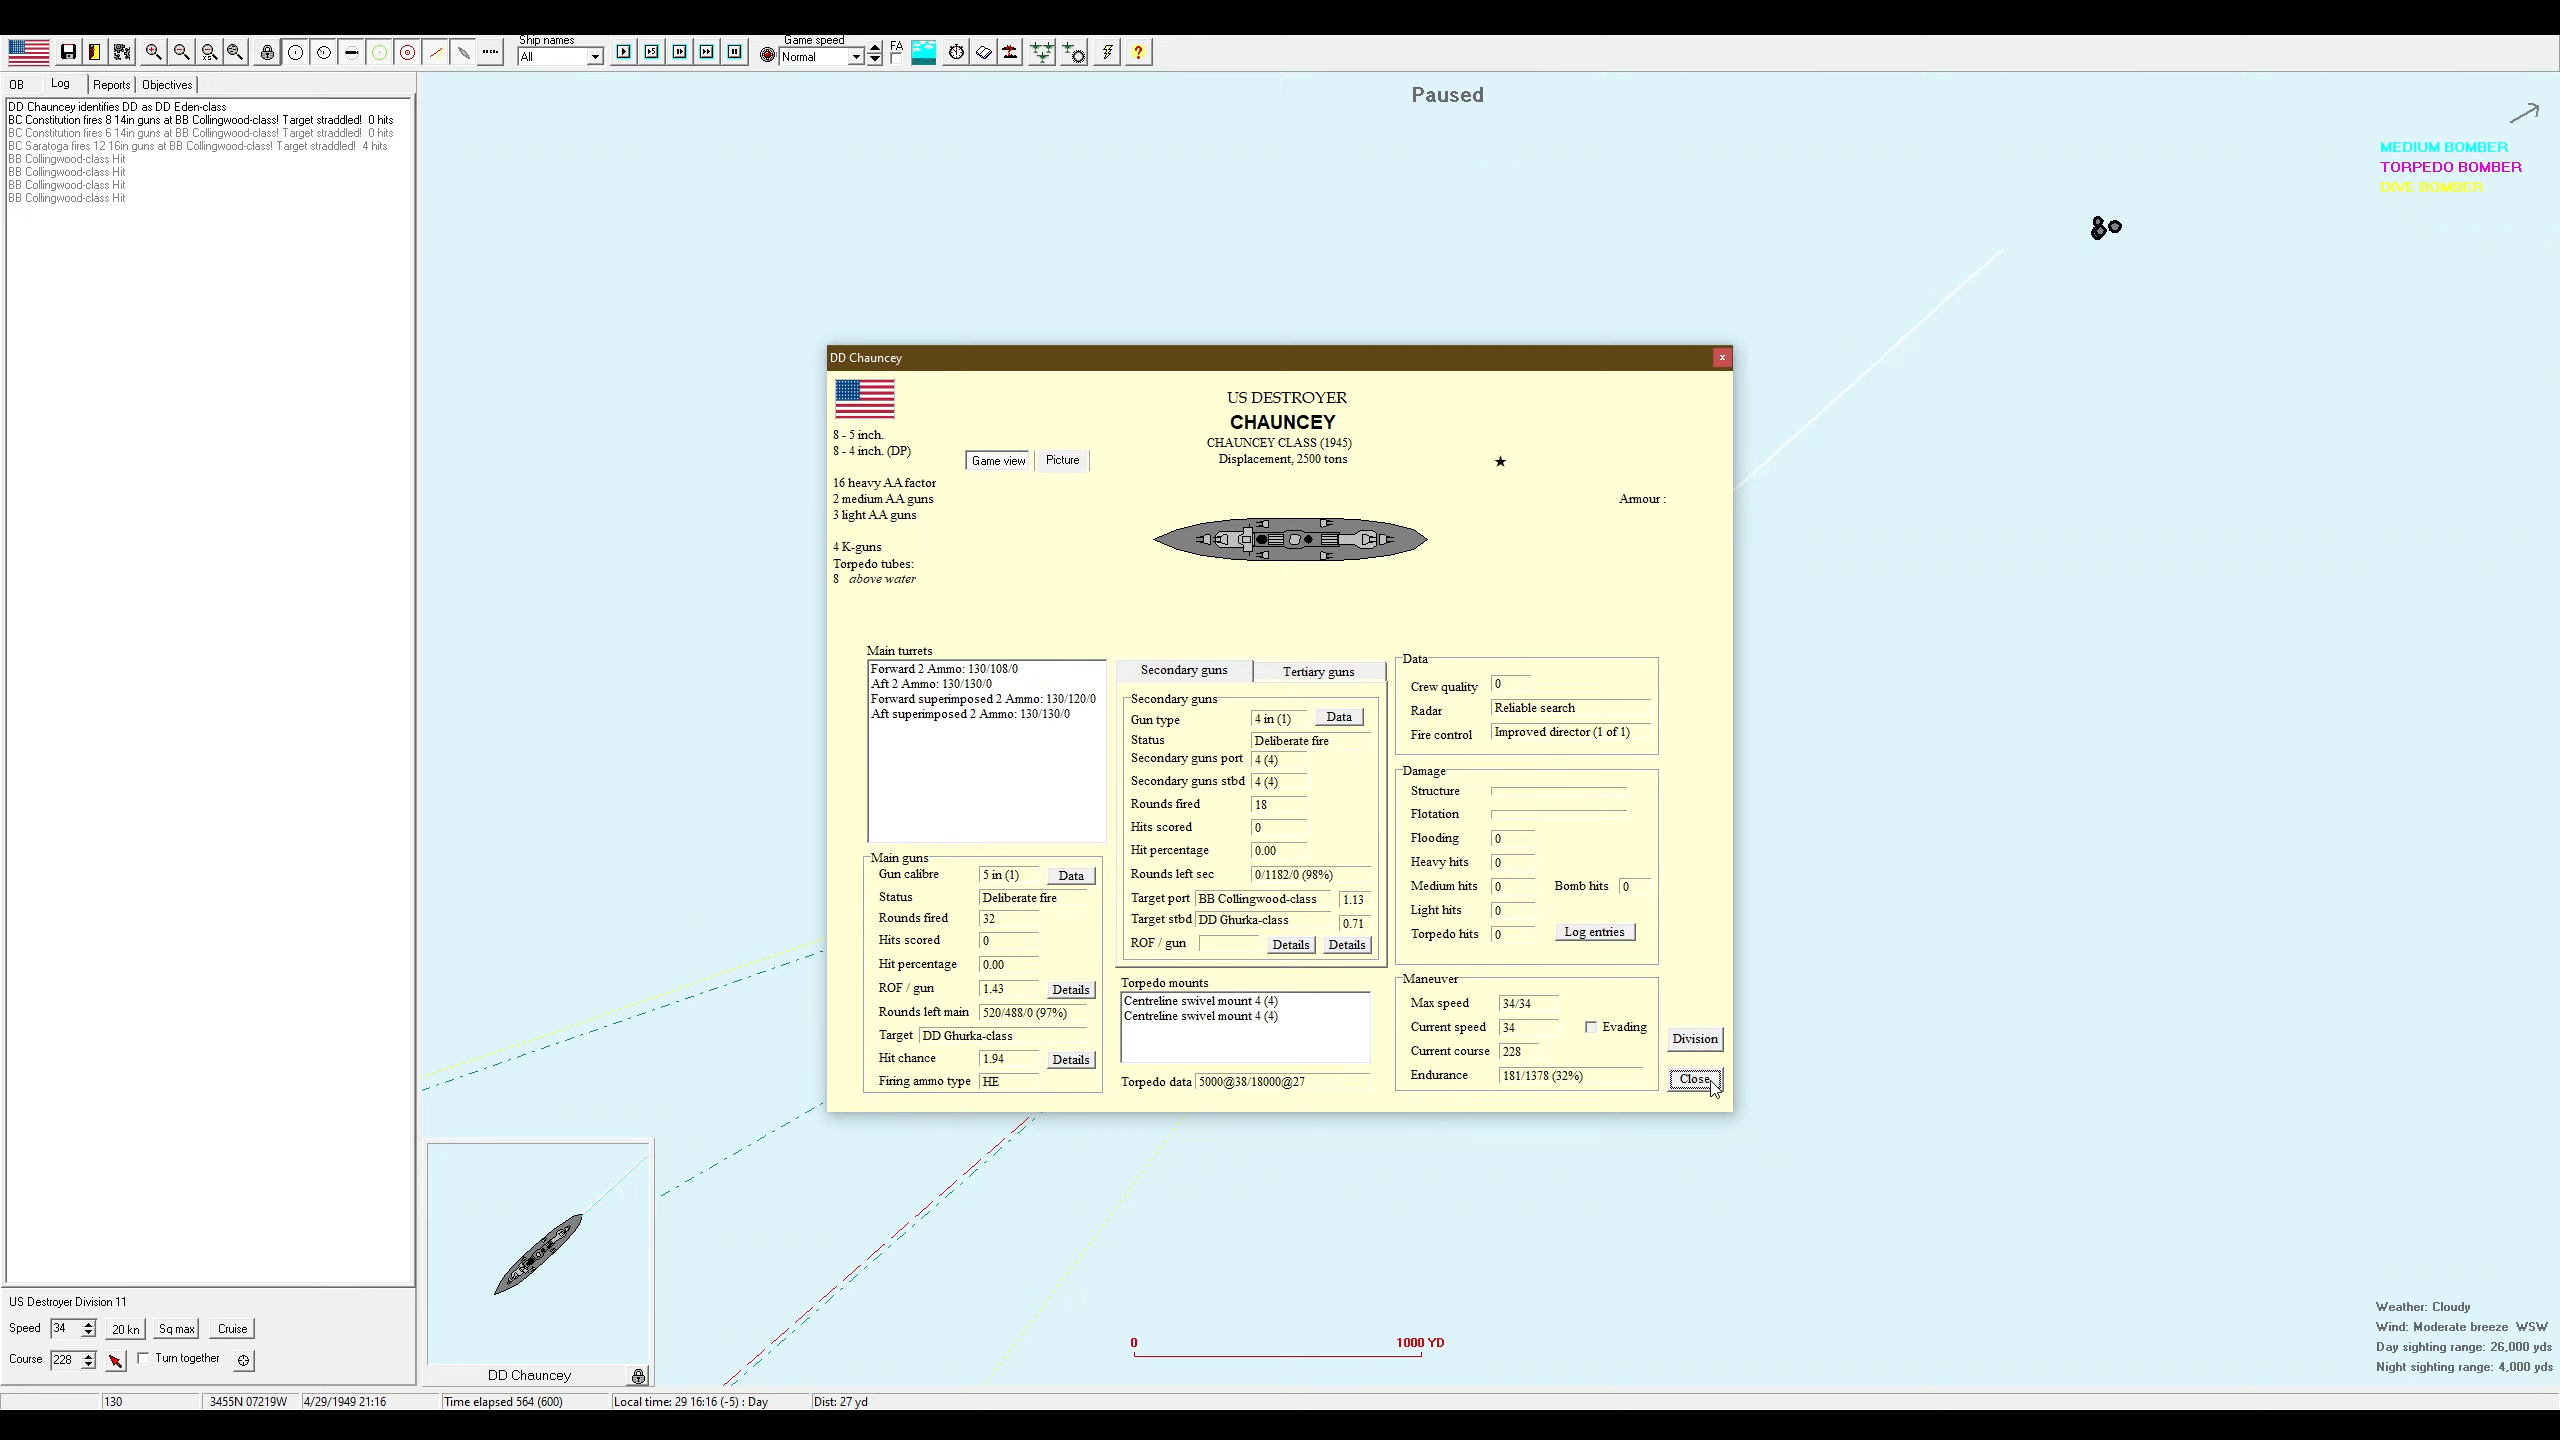 Ship names
All
Game speed
Normal
FA
OB
Log
Reports
Objectives
DD Chauncey identifies DD as DD Eden-class
BC Constitution fires 8 14in guns at BB Collingwood-class! Target straddled!  0 hits
BC Constitution fires 6 14in guns at BB Collingwood-class! Target straddled!  0 hits
BC Saratoga fires 12 16in guns at BB Collingwood-class! Target straddled!  4 hits
BB Collingwood-class Hit
BB Collingwood-class Hit
BB Collingwood-class Hit
BB Collingwood-class Hit
Paused
MEDIUM BOMBER
TORPEDO BOMBER
DIVE BOMBER
DD Chauncey
US DESTROYER
CHAUNCEY
CHAUNCEY CLASS (1945)
Displacement, 2500 tons
★
8 - 5 inch.
8 - 4 inch. (DP)
Game view
Picture
16 heavy AA factor
2 medium AA guns
3 light AA guns
Armour :
4 K-guns
Torpedo tubes:
8 above water
Main turrets
Forward 2 Ammo: 130/108/0
Aft 2 Ammo: 130/130/0
Forward superimposed 2 Ammo: 130/120/0
Aft superimposed 2 Ammo: 130/130/0
Main guns
Gun calibre 5 in (1) Data
Status Deliberate fire
Rounds fired 32
Hits scored 0
Hit percentage 0.00
ROF / gun 1.43 Details
Rounds left main 520/488/0 (97%)
Target DD Ghurka-class
Hit chance 1.94 Details
Firing ammo type HE
Secondary guns
Tertiary guns
Secondary guns
Gun type 4 in (1) Data
Status Deliberate fire
Secondary guns port 4 (4)
Secondary guns stbd 4 (4)
Rounds fired 18
Hits scored 0
Hit percentage 0.00
Rounds left sec 0/1182/0 (98%)
Target port BB Collingwood-class 1.13
Target stbd DD Ghurka-class 0.71
ROF / gun Details Details
Torpedo mounts
Centreline swivel mount 4 (4)
Centreline swivel mount 4 (4)
Torpedo data 5000@38/18000@27
Data
Crew quality 0
Radar Reliable search
Fire control Improved director (1 of 1)
Damage
Structure
Flotation
Flooding 0
Heavy hits 0
Medium hits 0 Bomb hits 0
Light hits 0
Torpedo hits 0 Log entries
Maneuver
Max speed 34/34
Current speed 34 Evading
Current course 228
Endurance 181/1378 (32%)
Division
Close
US Destroyer Division 11
Speed 34 20 kn Sq max Cruise
Course 228 Turn together
DD Chauncey
0 1000 YD
Weather: Cloudy
Wind: Moderate breeze  WSW
Day sighting range: 26,000 yds
Night sighting range: 4,000 yds
130
3455N 07219W
4/29/1949 21:16
Time elapsed 564 (600)
Local time: 29 16:16 (-5) : Day
Dist: 27 yd